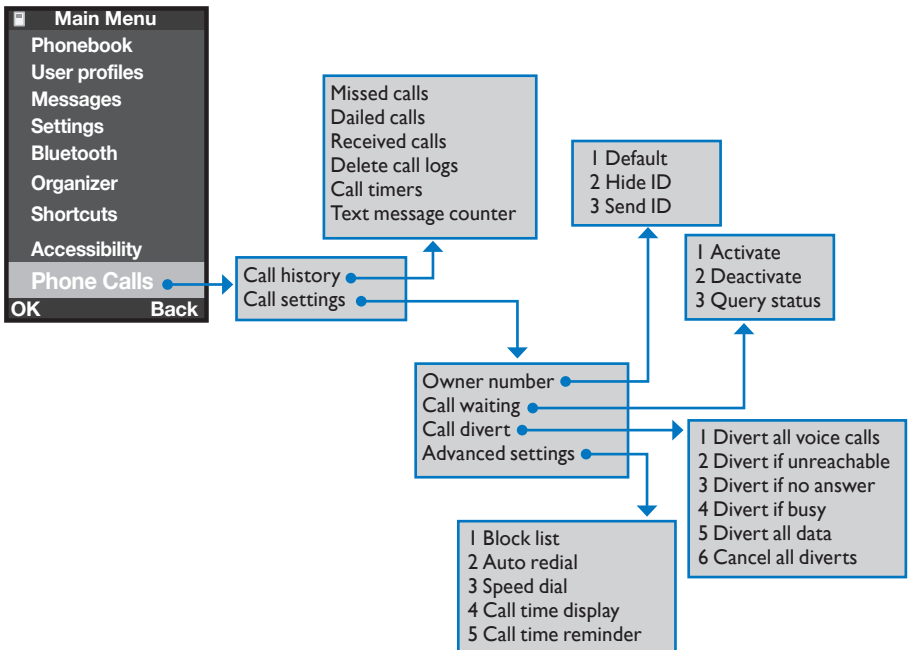 Main Menu
Phonebook
User profiles
Messages
Settings
Bluetooth
Organizer
Shortcuts
Accessibility
Phone Calls
OK Back
Call history
Call settings
Missed calls
Dailed calls
Received calls
Delete call logs
Call timers
Text message counter
Owner number
Call waiting
Call divert
Advanced settings
1 Default
2 Hide ID
3 Send ID
1 Activate
2 Deactivate
3 Query status
1 Divert all voice calls
2 Divert if unreachable
3 Divert if no answer
4 Divert if busy
5 Divert all data
6 Cancel all diverts
1 Block list
2 Auto redial
3 Speed dial
4 Call time display
5 Call time reminder